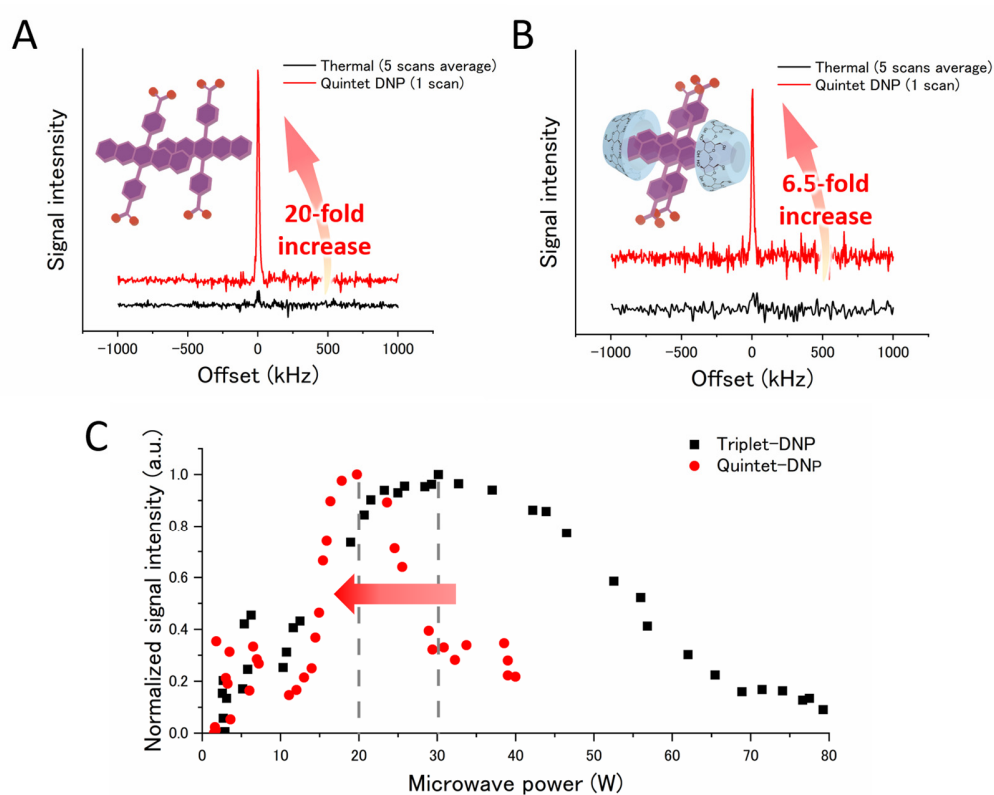 A
Thermal (5 scans average)
Quintet DNP (1 scan)
Signal intesnsity
20-fold
increase
-1000
-500
0
500
1000
Offset (kHz)
B
Thermal (5 scans average)
Quintet DNP (1 scan)
Signal intensity
6.5-fold
increase
-1000
-500
0
500
1000
Offset (kHz)
C
Triplet-DNP
Quintet-DNP
Normalized signal intensity (a.u.)
1.0
0.8
0.6
0.4
0.2
0.0
0
10
20
30
40
50
60
70
80
Microwave power (W)